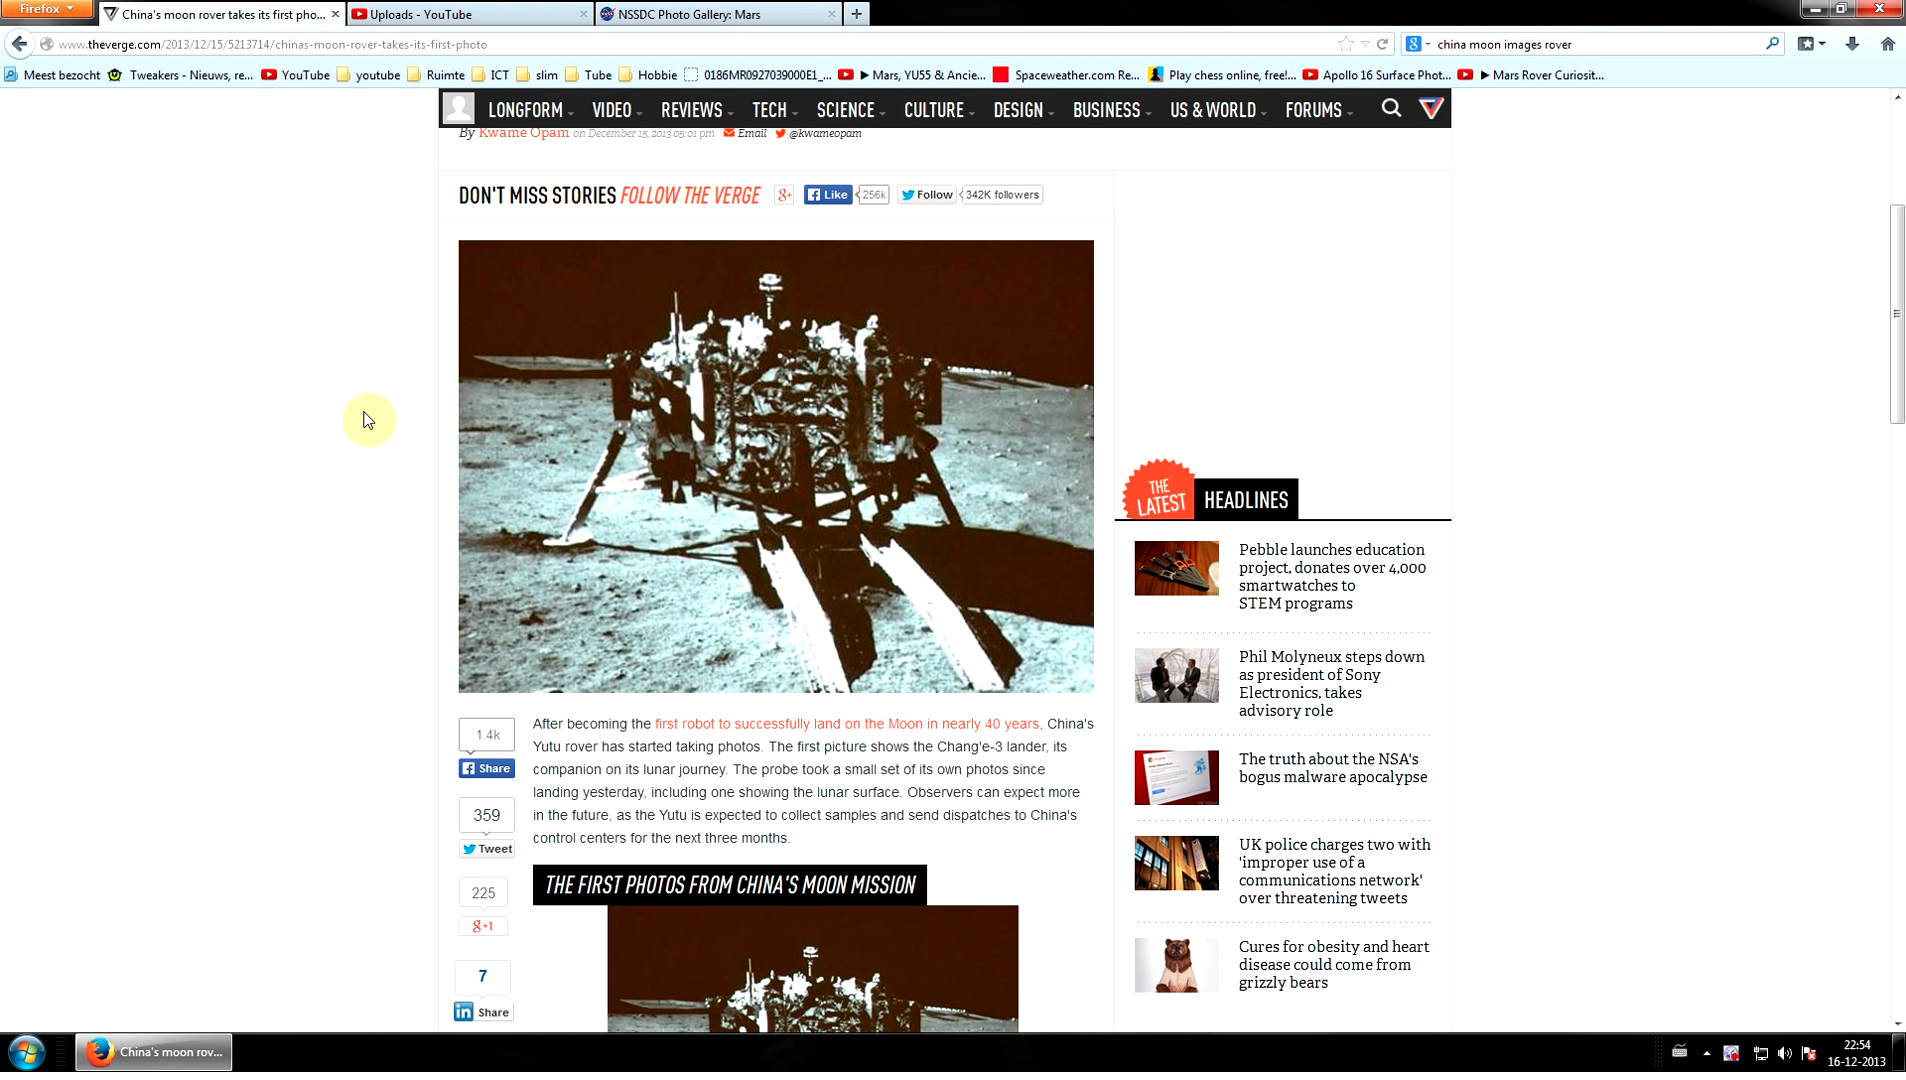 Firefox
China's moon rover takes its first pho...
Uploads - YouTube
NSSDC Photo Gallery: Mars
www.theverge.com/2013/12/15/5213714/chinas-moon-rover-takes-its-first-photo
china moon images rover
Meest bezocht
Tweakers - Nieuws, re...
YouTube
youtube
Ruimte
ICT
slim
Tube
Hobbie
0186MR0927039000E1_...
►Mars, YU55 & Ancie...
Spaceweather.com Re...
Play chess online, free!...
Apollo 16 Surface Phot...
►Mars Rover Curiosit...
LONGFORM
VIDEO
REVIEWS
TECH
SCIENCE
CULTURE
DESIGN
BUSINESS
US & WORLD
FORUMS
By Kwame Opam on December 15, 2013 05:01 pm Email @kwameopam
DON'T MISS STORIES FOLLOW THE VERGE
g+
Like
256k
Follow
342K followers
THE LATEST
HEADLINES
Pebble launches education
project, donates over 4,000
smartwatches to
STEM programs
Phil Molyneux steps down
as president of Sony
Electronics, takes
advisory role
The truth about the NSA's
bogus malware apocalypse
UK police charges two with
'improper use of a
communications network'
over threatening tweets
Cures for obesity and heart
disease could come from
grizzly bears
1.4k
Share
359
Tweet
225
g+1
7
in Share
After becoming the first robot to successfully land on the Moon in nearly 40 years, China's
Yutu rover has started taking photos. The first picture shows the Chang'e-3 lander, its
companion on its lunar journey. The probe took a small set of its own photos since
landing yesterday, including one showing the lunar surface. Observers can expect more
in the future, as the Yutu is expected to collect samples and send dispatches to China's
control centers for the next three months.
THE FIRST PHOTOS FROM CHINA'S MOON MISSION
China's moon rov...
22:54
16-12-2013